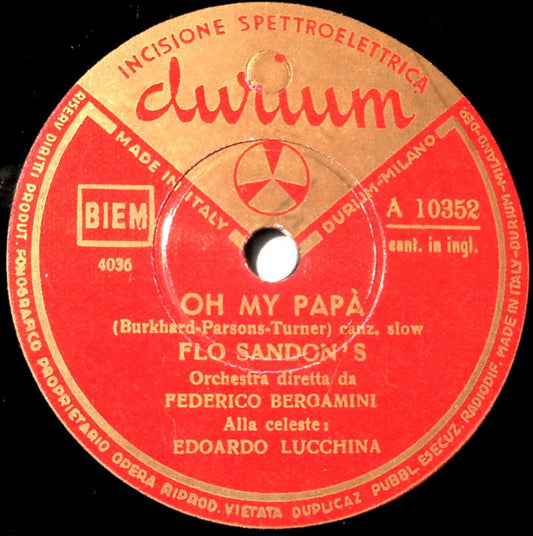 INCISIONE SPETTROELETTRICA
durium
MADE IN ITALY
DURIUM-MILANO
BIEM
4036
A 10352
cant. in ingl.
OH MY PAPÀ
(Burkhard-Parsons-Turner) canz. slow
FLO SANDON'S
Orchestra diretta da
FEDERICO BERGAMINI
Alla celeste:
EDOARDO LUCCHINA
RISERV. DIRITTI PRODUT. FONOGRAFICO PROPRIETARIO OPERA RIPROD. VIETATA DUPLICAZ. PUBBL. ESECUZ. RADIODIF. MADE IN ITALY-DURIUM-MILANO-DEP.